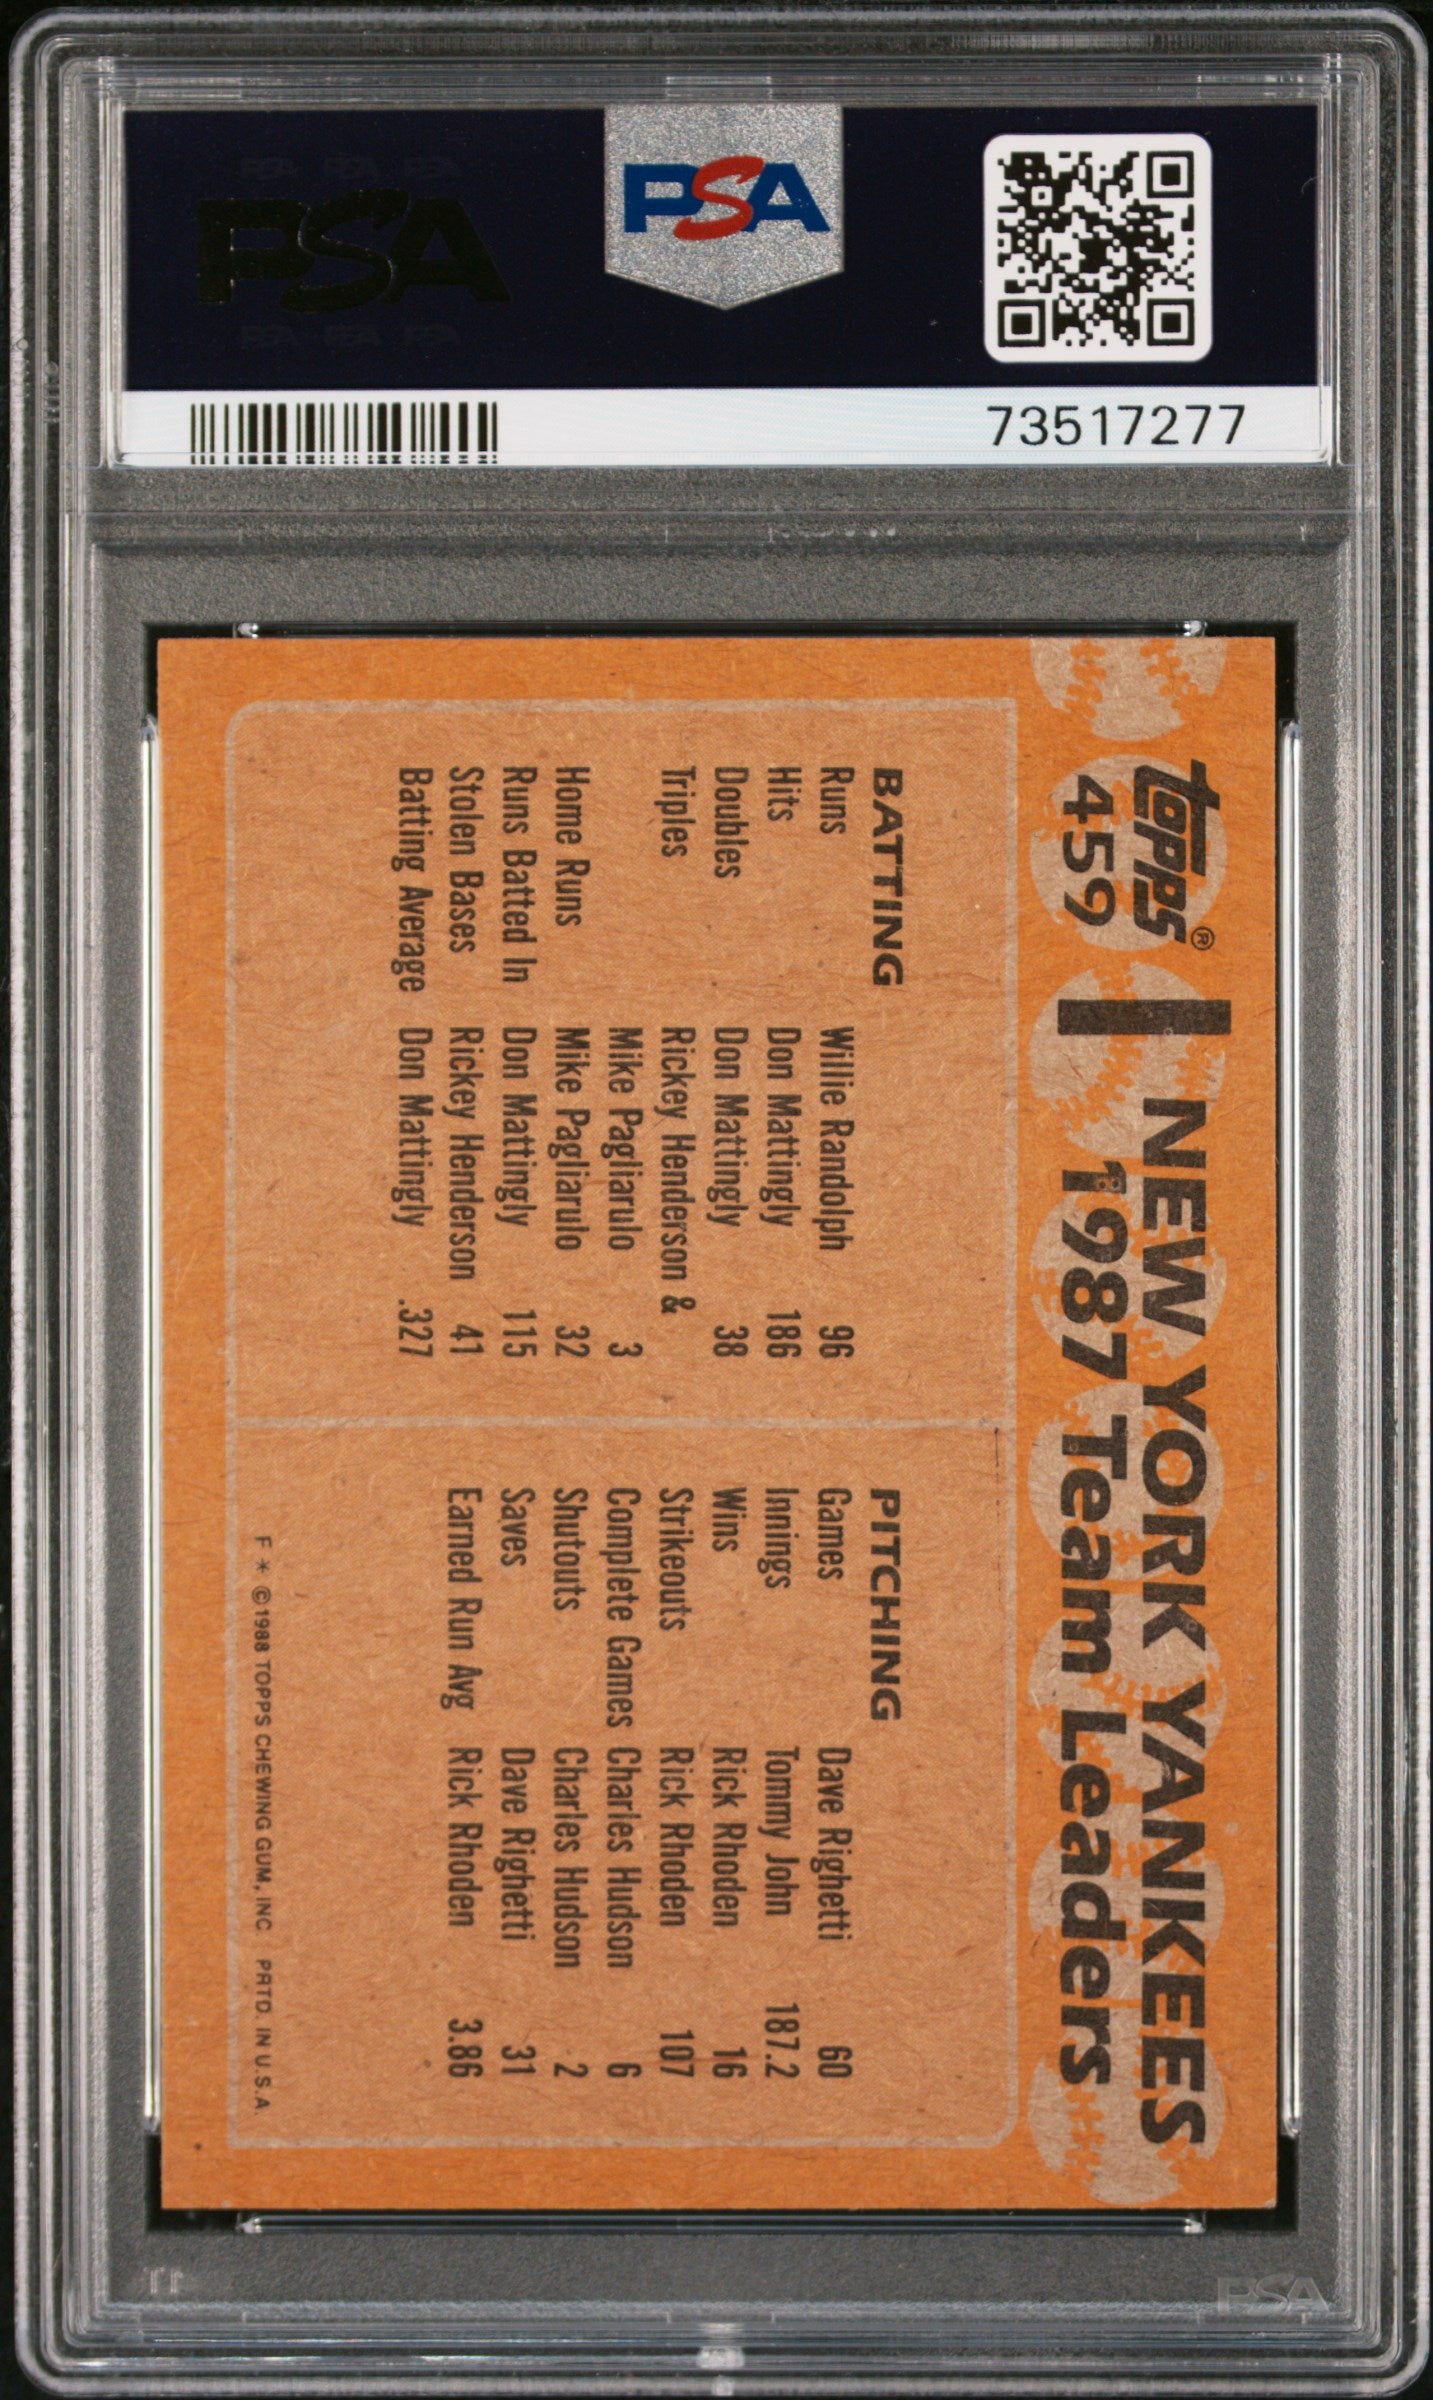 PSA
PSA
73517277
topps®
459
NEW YORK YANKEES
1987 Team Leaders
BATTING
Runs Willie Randolph 96
Hits Don Mattingly 186
Doubles Don Mattingly 38
Triples Rickey Henderson &
Mike Pagliarulo 3
Home Runs Mike Pagliarulo 32
Runs Batted In Don Mattingly 115
Stolen Bases Rickey Henderson 41
Batting Average Don Mattingly .327
PITCHING
Games Dave Righetti 60
Innings Tommy John 187.2
Wins Rick Rhoden 16
Strikeouts Rick Rhoden 107
Complete Games Charles Hudson 6
Shutouts Charles Hudson 2
Saves Dave Righetti 31
Earned Run Avg Rick Rhoden 3.86
F * ©1988 TOPPS CHEWING GUM, INC. PRTD. IN U.S.A.
PSA